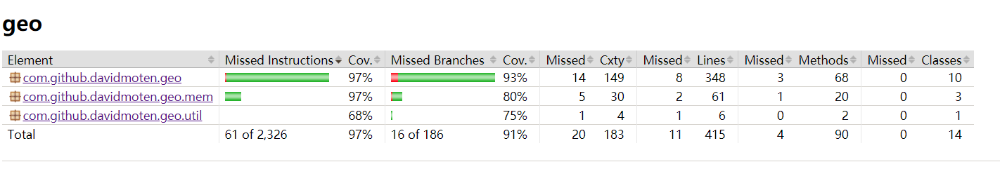 geo
Element Missed Instructions Cov. Missed Branches Cov. Missed Cxty Missed Lines Missed Methods Missed Classes
com.github.davidmoten.geo 97% 93% 14 149 8 348 3 68 0 10
com.github.davidmoten.geo.mem 97% 80% 5 30 2 61 1 20 0 3
com.github.davidmoten.geo.util 68% 75% 1 4 1 6 0 2 0 1
Total 61 of 2,326 97% 16 of 186 91% 20 183 11 415 4 90 0 14